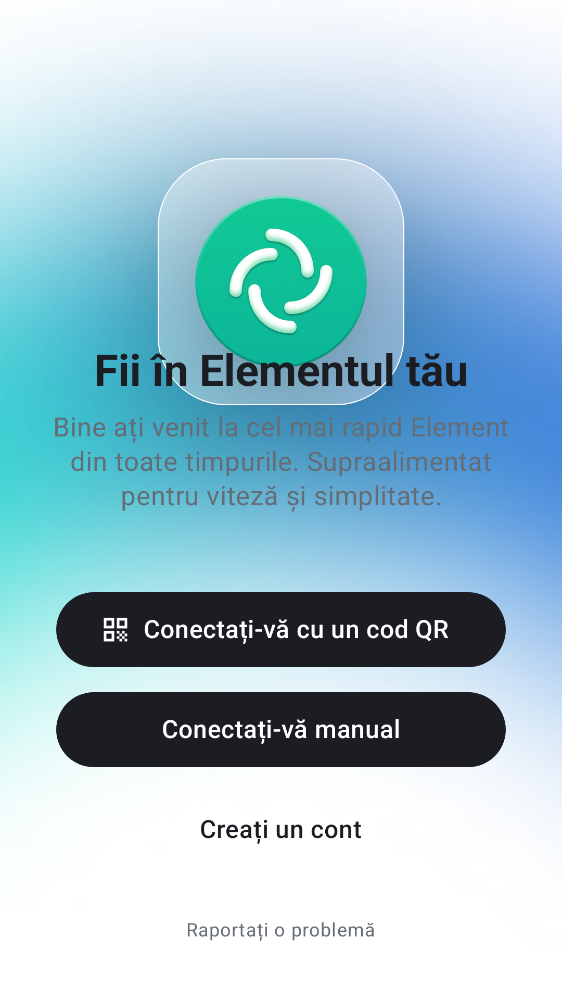 Fii în Elementul tău
Bine ați venit la cel mai rapid Element
din toate timpurile. Supraalimentat
pentru viteză și simplitate.
Conectați-vă cu un cod QR
Conectați-vă manual
Creați un cont
Raportați o problemă